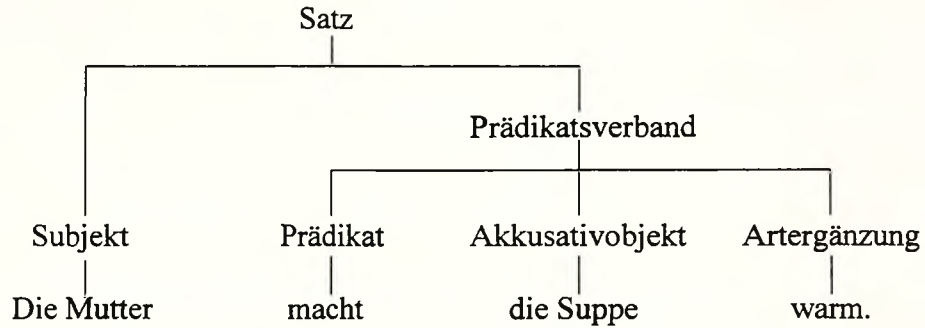 Satz
Prädikatsverband
Subjekt Prädikat Akkusativobjekt Artergänzung
Die Mutter macht die Suppe warm.